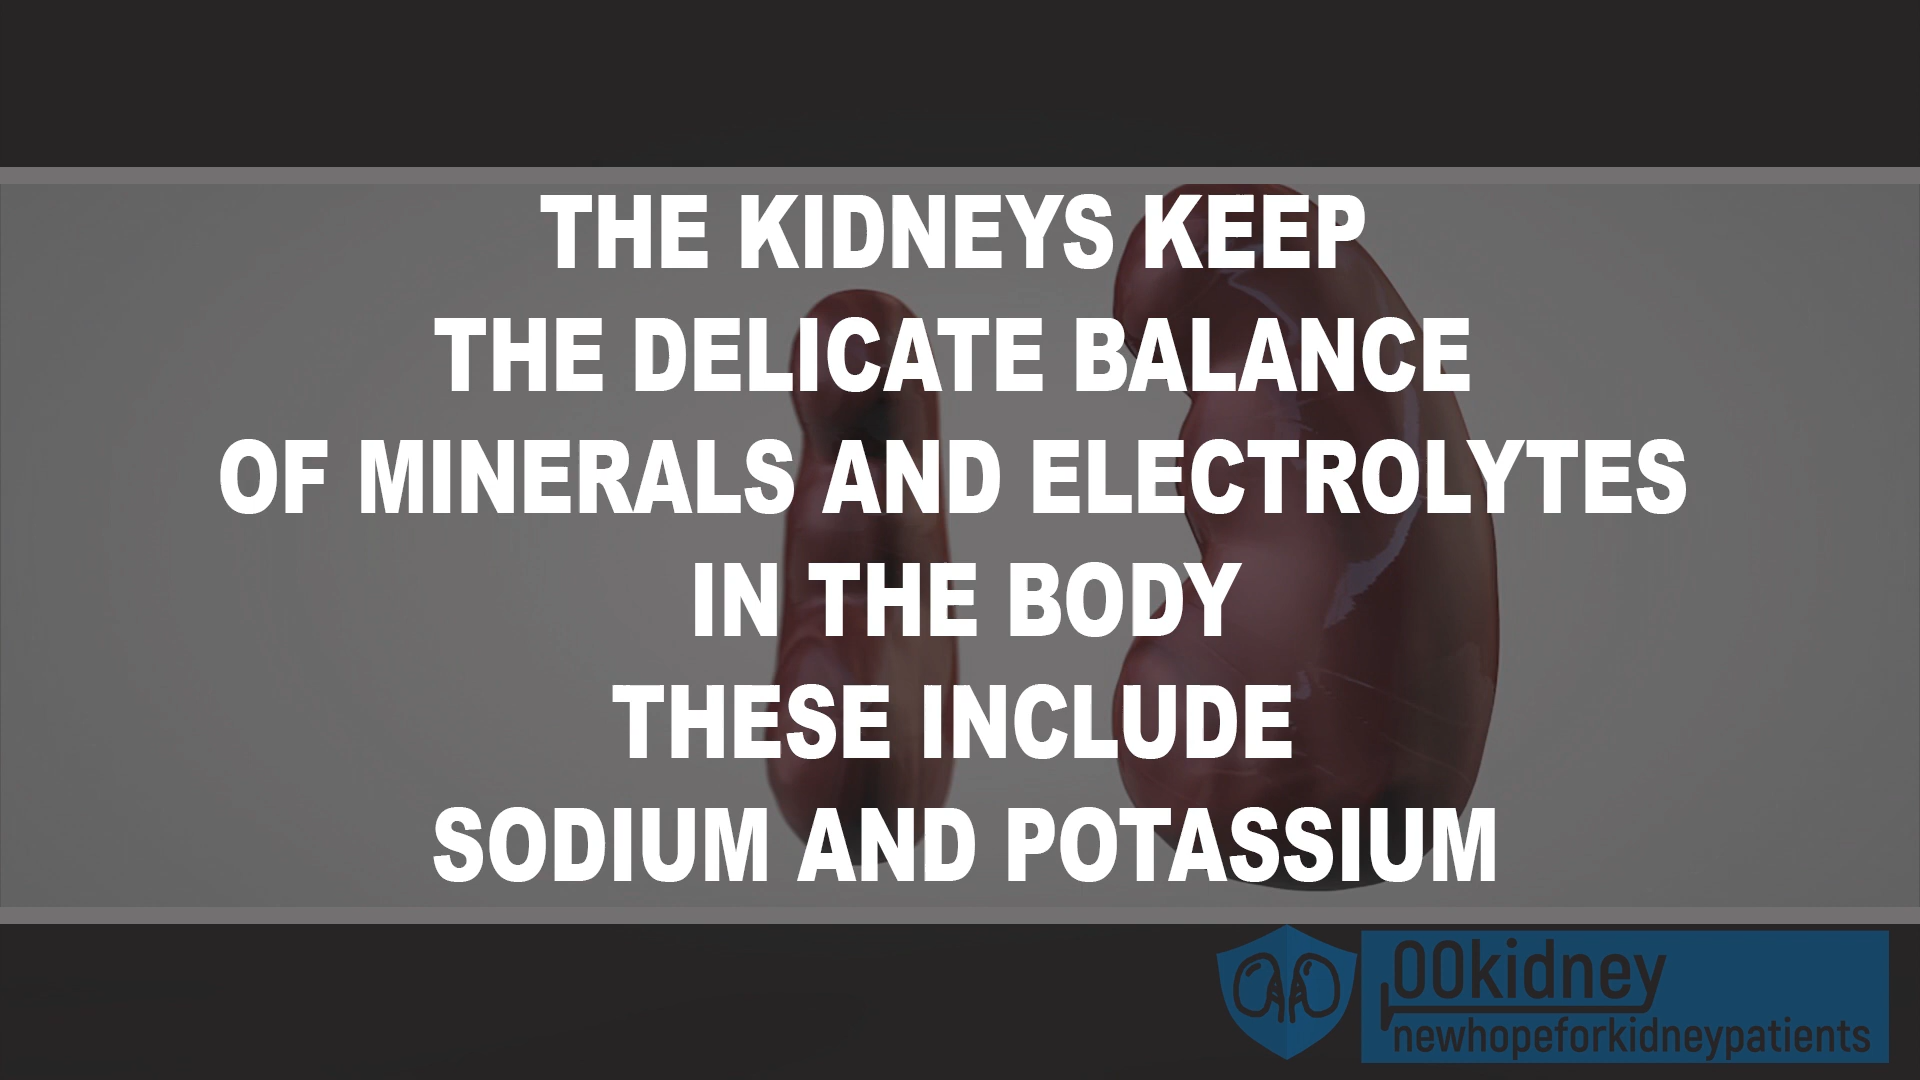 THE KIDNEYS KEEP
THE DELICATE BALANCE
OF MINERALS AND ELECTROLYTES
IN THE BODY
THESE INCLUDE
SODIUM AND POTASSIUM
00kidney
newhopeforkidneypatients